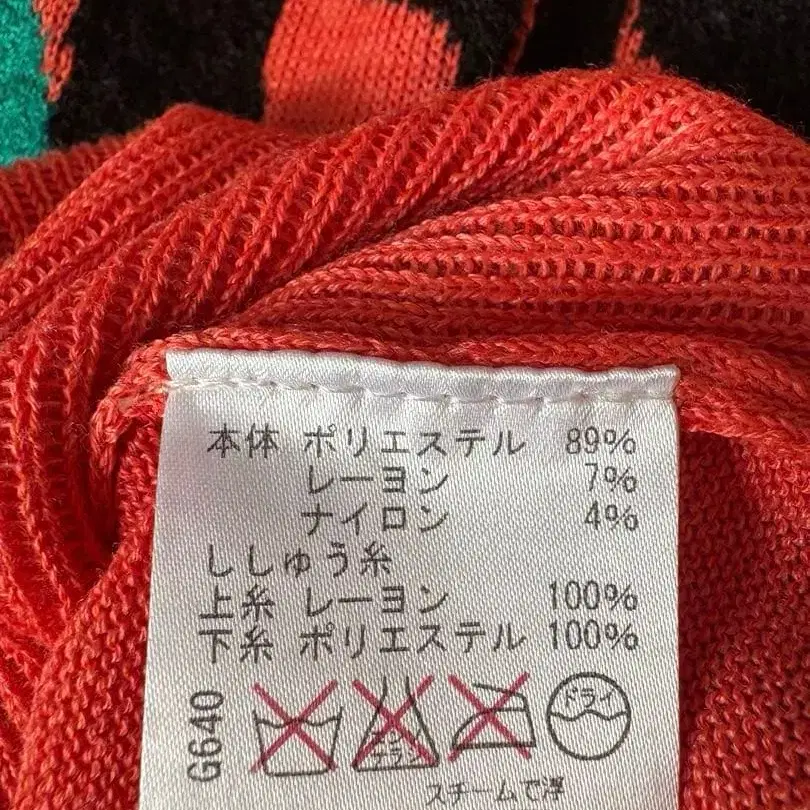 本体 ポリエステル 89%
レーヨン 7%
ナイロン 4%
ししゅう糸
上糸 レーヨン 100%
下糸 ポリエステル 100%
G640
ドライ
スチームで浮